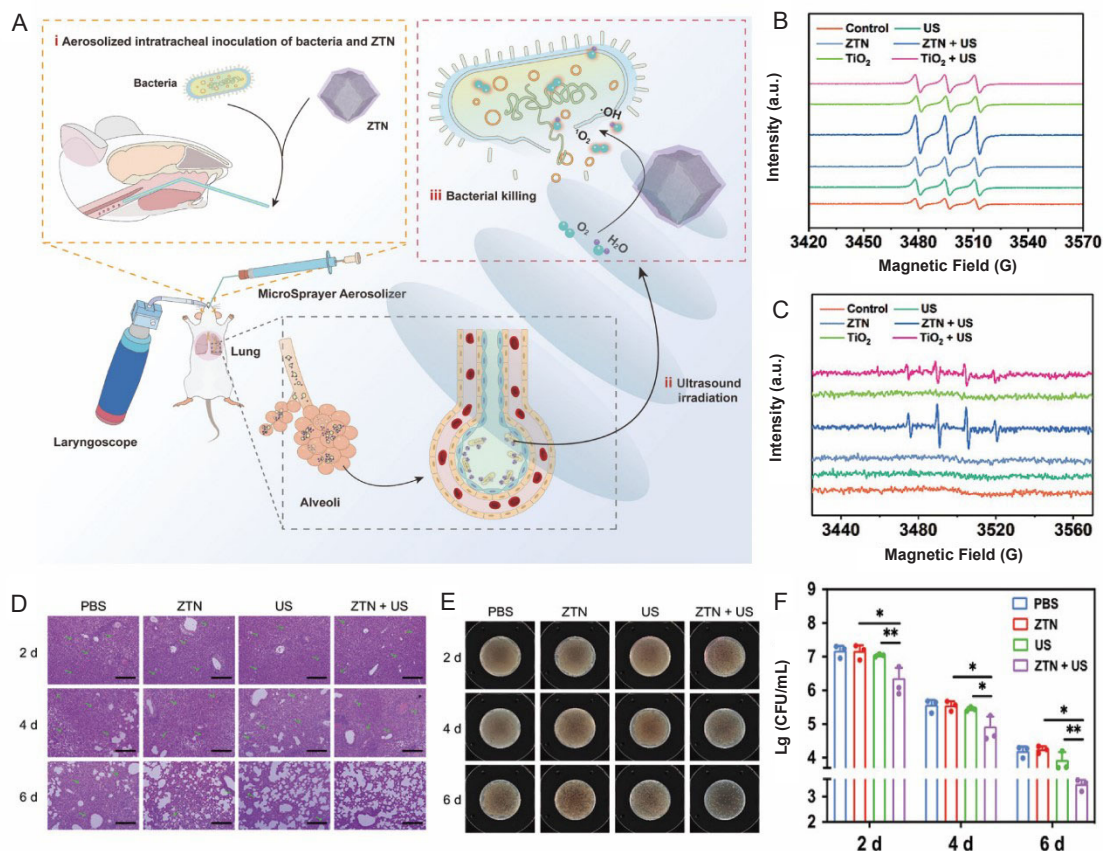 A
i Aerosolized intratracheal inoculation of bacteria and ZTN
Bacteria
ZTN
MicroSprayer Aerosolizer
Lung
Laryngoscope
Alveoli
ii Ultrasound
irradiation
iii Bacterial killing
·OH
¹O₂
O₂
H₂O
B
Control
US
ZTN
ZTN + US
TiO₂
TiO₂ + US
Intensity (a.u.)
3420 3450 3480 3510 3540 3570
Magnetic Field (G)
C
Control
US
ZTN
ZTN + US
TiO₂
TiO₂ + US
Intensity (a.u.)
3440 3480 3520 3560
Magnetic Field (G)
D
PBS ZTN US ZTN + US
2 d
4 d
6 d
E
PBS ZTN US ZTN + US
2 d
4 d
6 d
F
Lg (CFU/mL)
9
8
7
6
5
4
3
2
PBS
ZTN
US
ZTN + US
*
**
*
*
*
**
2 d 4 d 6 d